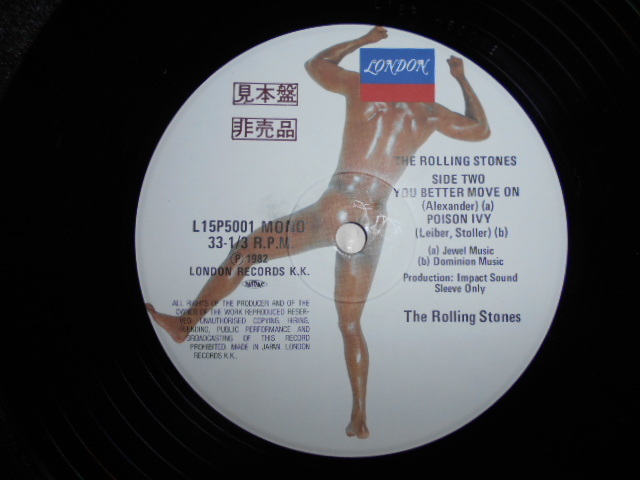 LONDON
見本盤
非売品
THE ROLLING STONES
SIDE TWO
YOU BETTER MOVE ON
(Alexander) (a)
POISON IVY
(Leiber, Stoller) (b)
(a) Jewel Music
(b) Dominion Music
Production: Impact Sound
Sleeve Only
The Rolling Stones
L15P5001 MONO
33-1/3 R.P.M.
Ⓟ 1982
LONDON RECORDS K.K.
ALL RIGHTS OF THE PRODUCER AND OF THE
OWNER OF THE WORK REPRODUCED RESER-
VED UNAUTHORISED COPYING, HIRING,
LENDING, PUBLIC PERFORMANCE AND
BROADCASTING OF THIS RECORD
PROHIBITED. MADE IN JAPAN LONDON
RECORDS K.K.